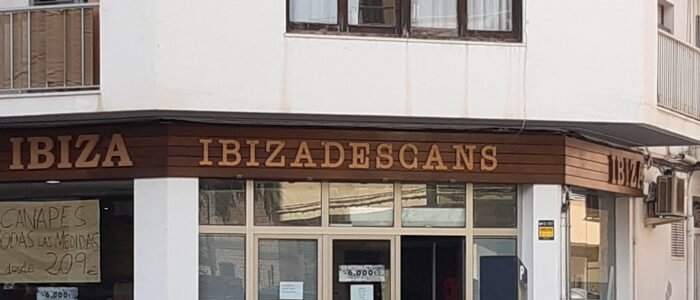 IBIZA
IBIZADESCANS
IBIZA
CANAPES
TODAS LAS MEDIDAS
desde 209€
6.000€
6.000€